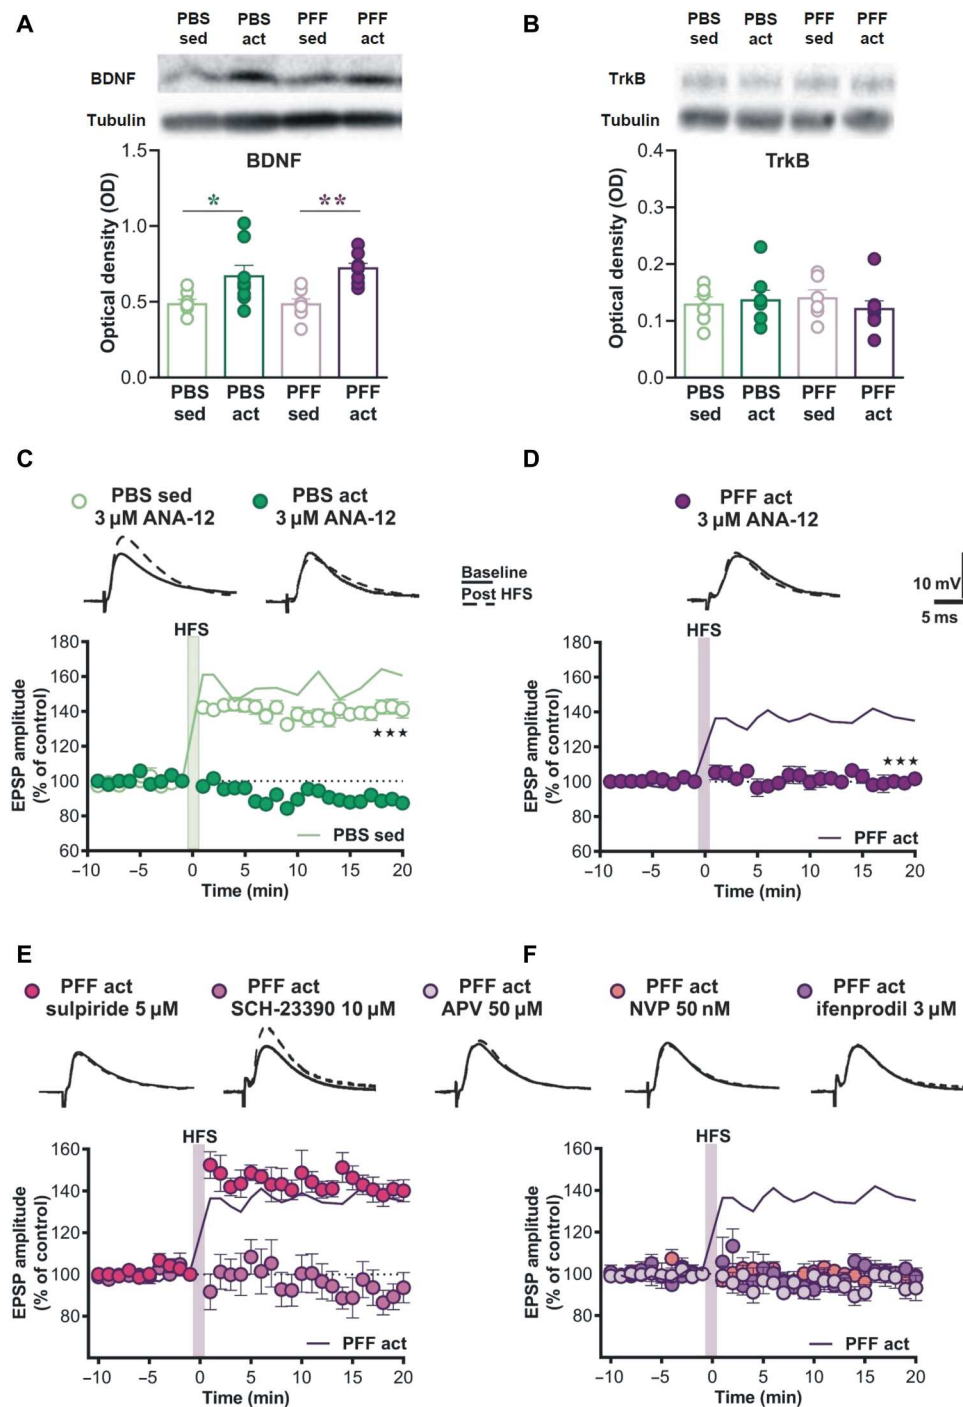 A
PBS sed
PBS act
PFF sed
PFF act
BDNF
Tubulin
BDNF
*
**
Optical density (OD)
1.5
1.0
0.5
0.0
PBS sed
PBS act
PFF sed
PFF act
B
PBS sed
PBS act
PFF sed
PFF act
TrkB
Tubulin
TrkB
Optical density (OD)
0.4
0.3
0.2
0.1
0.0
PBS sed
PBS act
PFF sed
PFF act
C
PBS sed
3 µM ANA-12
PBS act
3 µM ANA-12
Baseline
Post HFS
HFS
EPSP amplitude
(% of control)
180
160
140
120
100
80
60
★★★
PBS sed
−10 −5 0 5 10 15 20
Time (min)
D
PFF act
3 µM ANA-12
10 mV
5 ms
HFS
EPSP amplitude
(% of control)
180
160
140
120
100
80
60
★★★
PFF act
−10 −5 0 5 10 15 20
Time (min)
E
PFF act
sulpiride 5 µM
PFF act
SCH-23390 10 µM
PFF act
APV 50 µM
HFS
EPSP amplitude
(% of control)
160
140
120
100
80
PFF act
−10 −5 0 5 10 15 20
Time (min)
F
PFF act
NVP 50 nM
PFF act
ifenprodil 3 µM
HFS
EPSP amplitude
(% of control)
160
140
120
100
80
PFF act
−10 −5 0 5 10 15 20
Time (min)